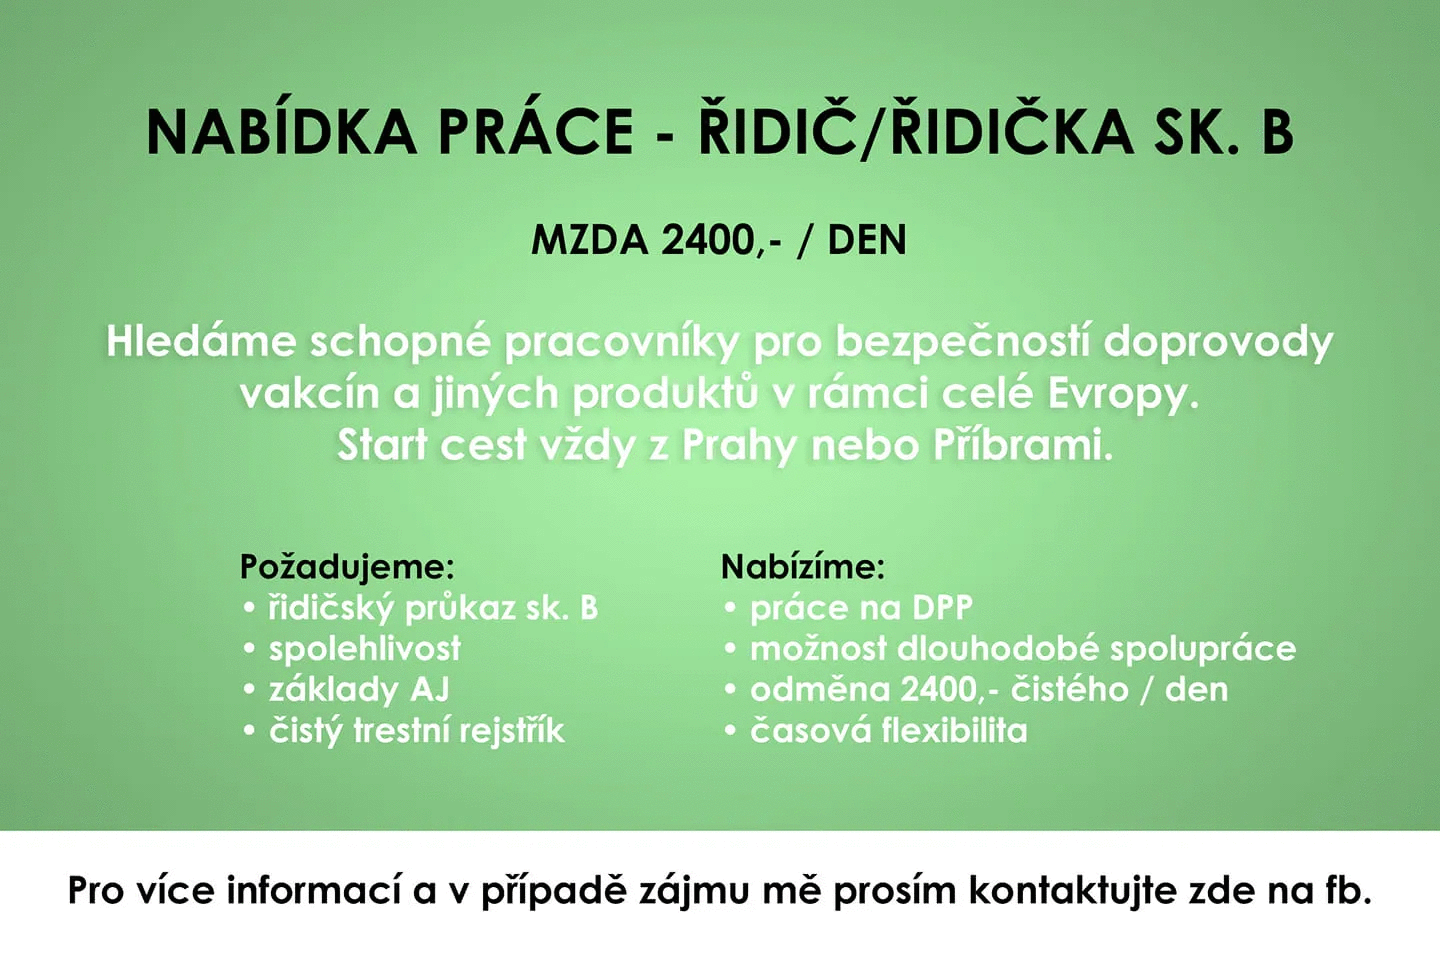 NABÍDKA PRÁCE - ŘIDIČ/ŘIDIČKA SK. B
MZDA 2400,- / DEN
Hledáme schopné pracovníky pro bezpečností doprovody
vakcín a jiných produktů v rámci celé Evropy.
Start cest vždy z Prahy nebo Příbrami.
Požadujeme:
• řidičský průkaz sk. B
• spolehlivost
• základy AJ
• čistý trestní rejstřík
Nabízíme:
• práce na DPP
• možnost dlouhodobé spolupráce
• odměna 2400,- čistého / den
• časová flexibilita
Pro více informací a v případě zájmu mě prosím kontaktujte zde na fb.